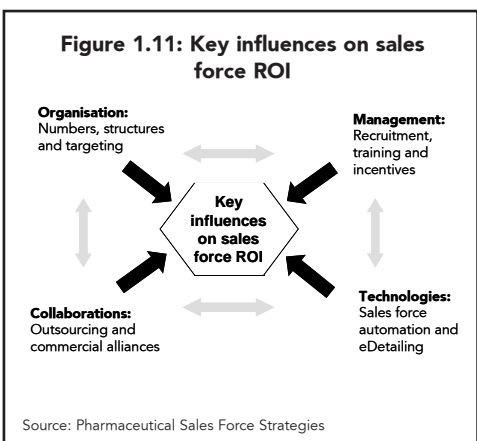 Figure 1.11: Key influences on sales
force ROI
Organisation:
Numbers, structures
and targeting
Management:
Recruitment,
training and
incentives
Key
influences
on sales
force ROI
Collaborations:
Outsourcing and
commercial alliances
Technologies:
Sales force
automation and
eDetailing
Source: Pharmaceutical Sales Force Strategies